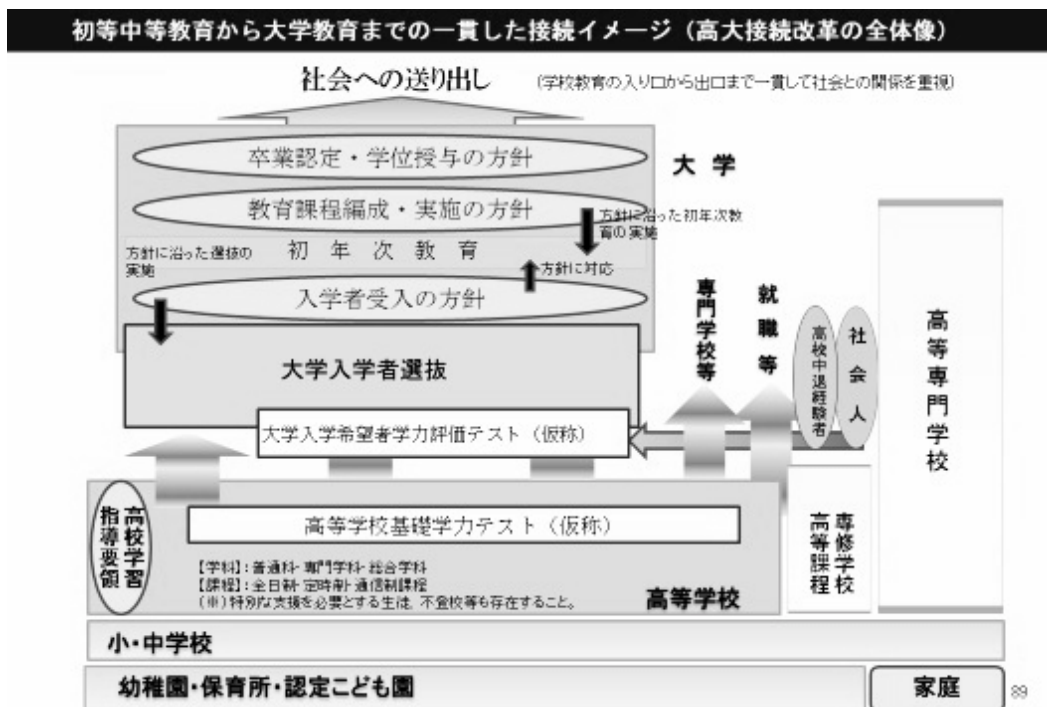 初等中等教育から大学教育までの一貫した接続イメージ（高大接続改革の全体像）
社会への送り出し
（学校教育の入り口から出口まで一貫して社会との関係を重視）
卒業認定・学位授与の方針
大 学
教育課程編成・実施の方針
方針に沿った初年次教
育の実施
方針に沿った選抜の
実施
初 年 次 教 育
方針に対応
入学者受入の方針
専門学校等
就職等
高校中退経験者
社会人
高等専門学校
大学入学者選抜
大学入学希望者学力評価テスト（仮称）
高校学習
指導要領
高等学校基礎学力テスト（仮称）
専修学校
高等課程
【学科】：普通科・専門学科・総合学科
【課程】：全日制・定時制・通信制課程
（※）特別な支援を必要とする生徒、不登校等も存在すること。
高等学校
小・中学校
幼稚園・保育所・認定こども園
家庭
89